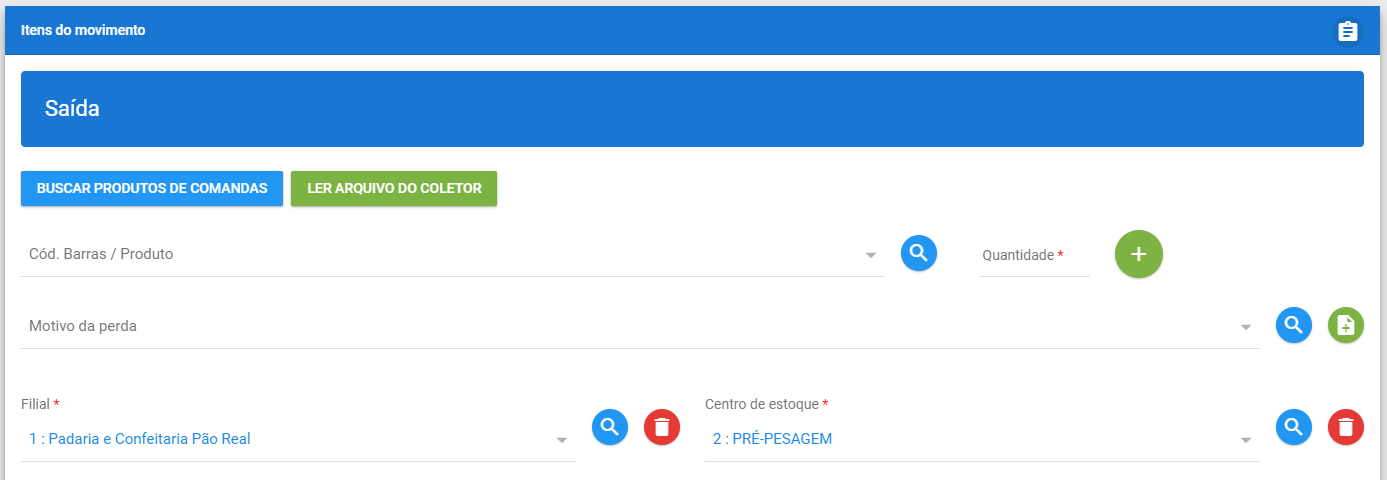 Itens do movimento
Saída
BUSCAR PRODUTOS DE COMANDAS LER ARQUIVO DO COLETOR
Cód. Barras / Produto Quantidade *
Motivo da perda
Filial * Centro de estoque *
1 : Padaria e Confeitaria Pão Real 2 : PRÉ-PESAGEM